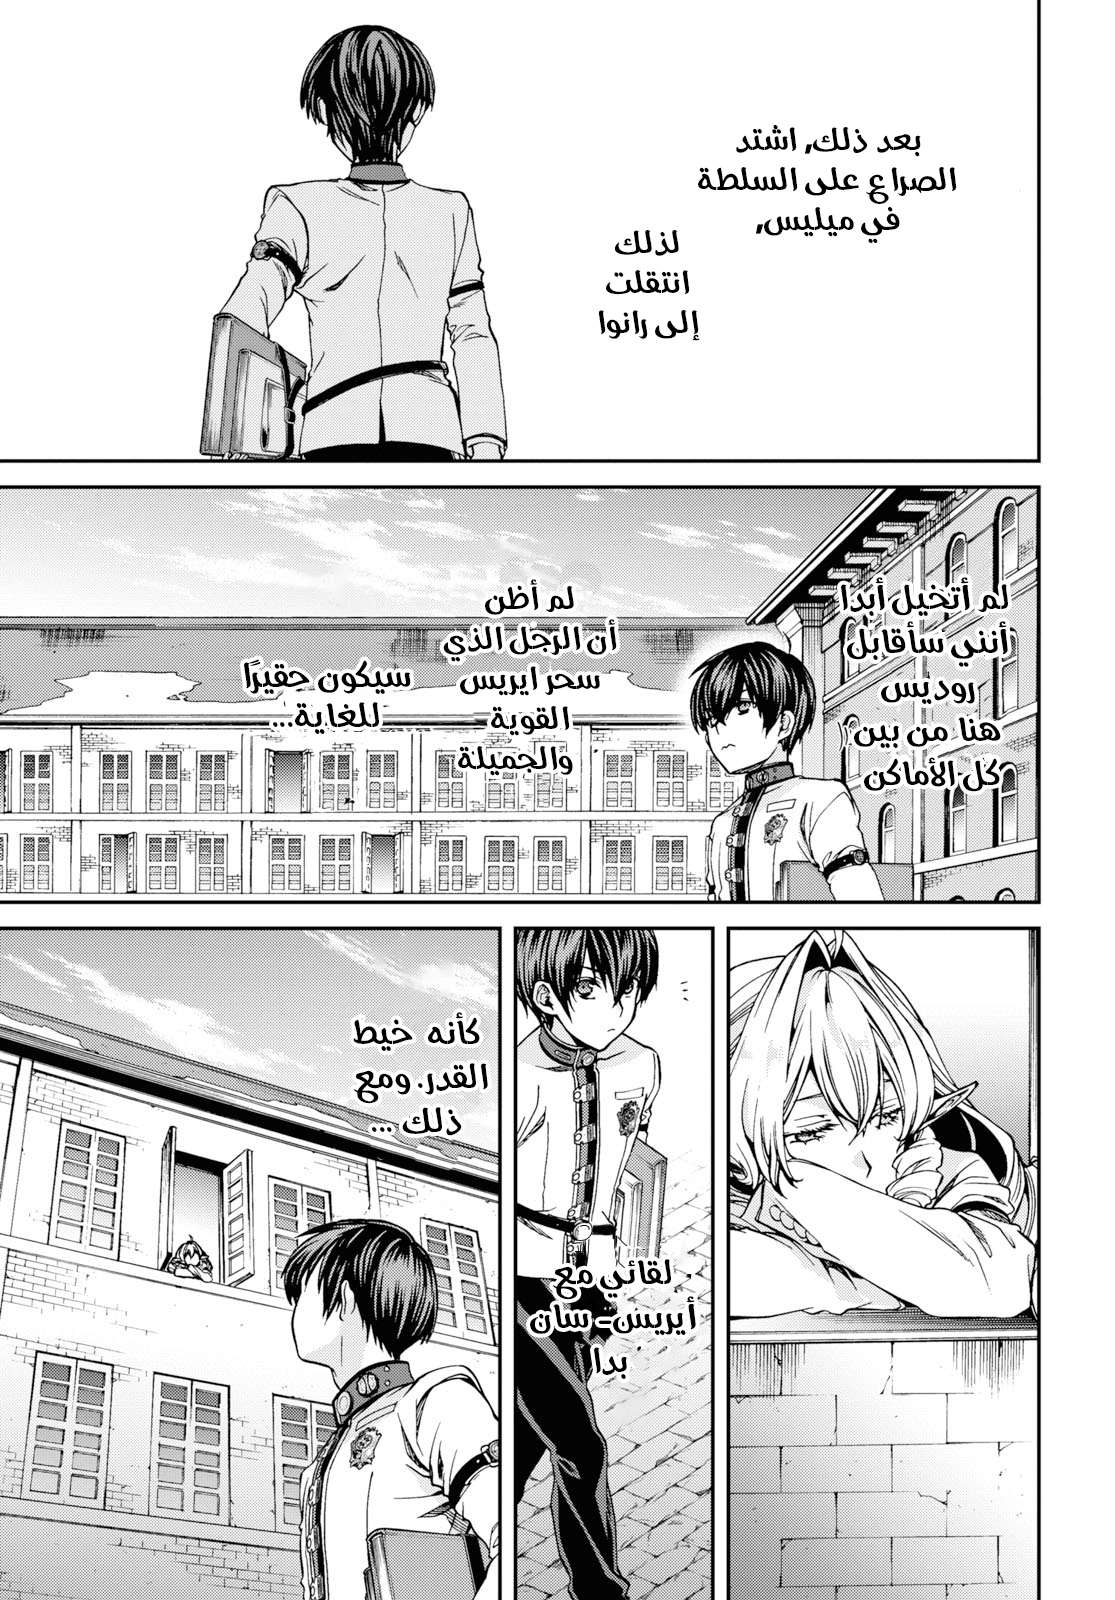 بعد ذلك, اشتد
الصراع على السلطة
في ميليس,
لذلك
انتقلت
إلى رانوا
لم أتخيل أبدا
أنني سأقابل
روديس
هنا من بين
كل الأماكن
لم أظن
أن الرجل الذي
سحر ايريس
القوية
والجميلة
سيكون حقيرًا
للغاية...
لقائي مع
أيريس- سان
بدا
كأنه خيط
القدر. ومع
ذلك ...